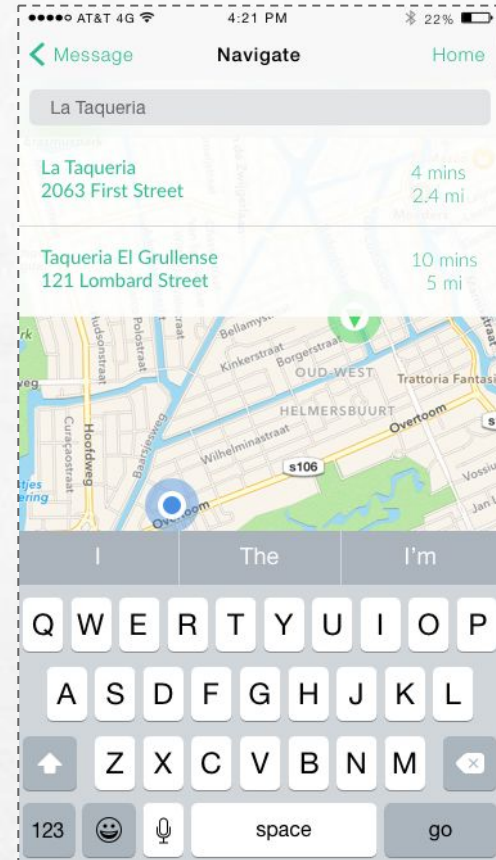 AT&T 4G 4:21 PM 22%
Message Navigate Home
La Taqueria
La Taqueria 4 mins
2063 First Street 2.4 mi
Taqueria El Grullense 10 mins
121 Lombard Street 5 mi
Hoofdweg
Curaçaostraat
Polostraat
Baarsjesweg
Kinkerstraat
Borgerstraat
OUD-WEST
Trattoria Fantasi
HELMERSBUURT
Overtoom
Wilhelminastraat
s106
Overtoom
I The I'm
Q W E R T Y U I O P
A S D F G H J K L
Z X C V B N M
123 space go